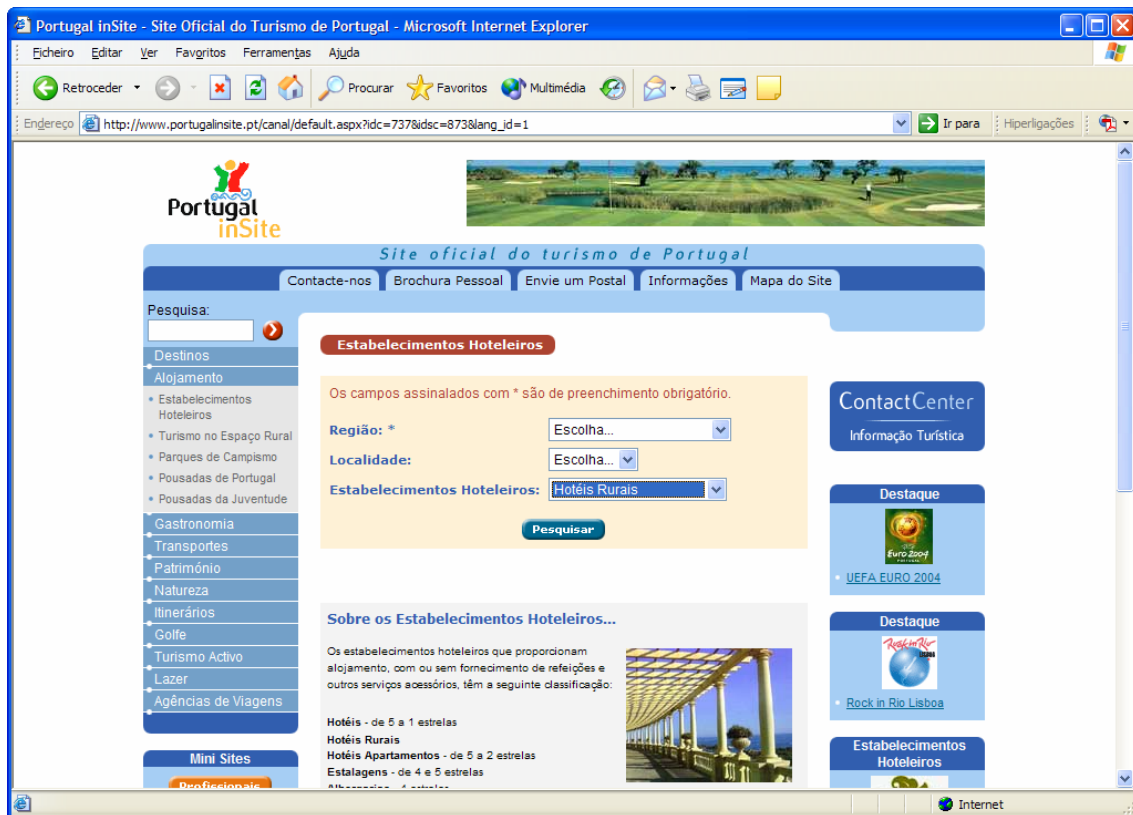 Portugal inSite - Site Oficial do Turismo de Portugal - Microsoft Internet Explorer
Ficheiro Editar Ver Favoritos Ferramentas Ajuda
Retroceder Procurar Favoritos Multimédia
Endereço http://www.portugalinsite.pt/canal/default.aspx?idc=737&idsc=873&lang_id=1 Ir para Hiperligações
Portugal
inSite
Site oficial do turismo de Portugal
Contacte-nos Brochura Pessoal Envie um Postal Informações Mapa do Site
Pesquisa:
Destinos
Alojamento
Estabelecimentos
Hoteleiros
Turismo no Espaço Rural
Parques de Campismo
Pousadas de Portugal
Pousadas da Juventude
Gastronomia
Transportes
Património
Natureza
Itinerários
Golfe
Turismo Activo
Lazer
Agências de Viagens
Mini Sites
Profissionais
Estabelecimentos Hoteleiros
Os campos assinalados com * são de preenchimento obrigatório.
Região: * Escolha...
Localidade: Escolha...
Estabelecimentos Hoteleiros: Hotéis Rurais
Pesquisar
Sobre os Estabelecimentos Hoteleiros...
Os estabelecimentos hoteleiros que proporcionam
alojamento, com ou sem fornecimento de refeições e
outros serviços acessórios, têm a seguinte classificação:
Hotéis - de 5 a 1 estrelas
Hotéis Rurais
Hotéis Apartamentos - de 5 a 2 estrelas
Estalagens - de 4 e 5 estrelas
Albergarias - 4 estrelas
ContactCenter
Informação Turística
Destaque
Euro 2004
UEFA EURO 2004
Destaque
Rock in Rio
Rock in Rio Lisboa
Estabelecimentos
Hoteleiros
Internet